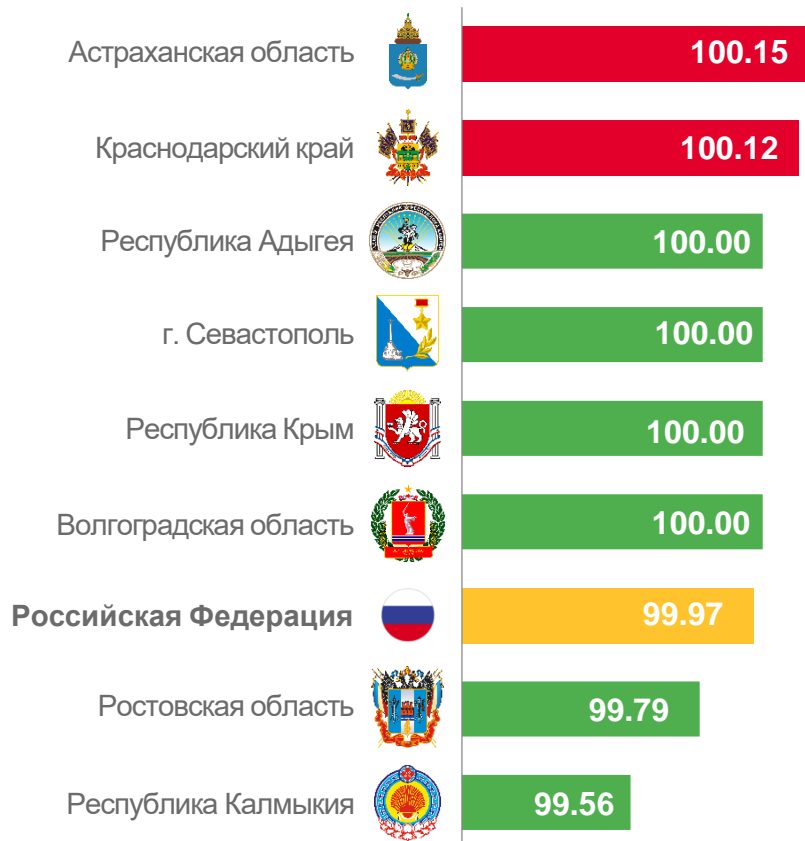 Астраханская область 100.15
Краснодарский край 100.12
Республика Адыгея 100.00
г. Севастополь 100.00
Республика Крым 100.00
Волгоградская область 100.00
Российская Федерация 99.97
Ростовская область 99.79
Республика Калмыкия 99.56